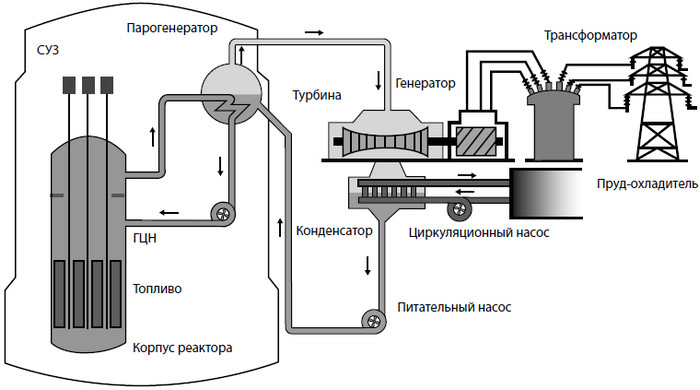 Парогенератор
СУЗ
Трансформатор
Турбина
Генератор
Пруд-охладитель
ГЦН
Конденсатор
Циркуляционный насос
Топливо
Питательный насос
Корпус реактора